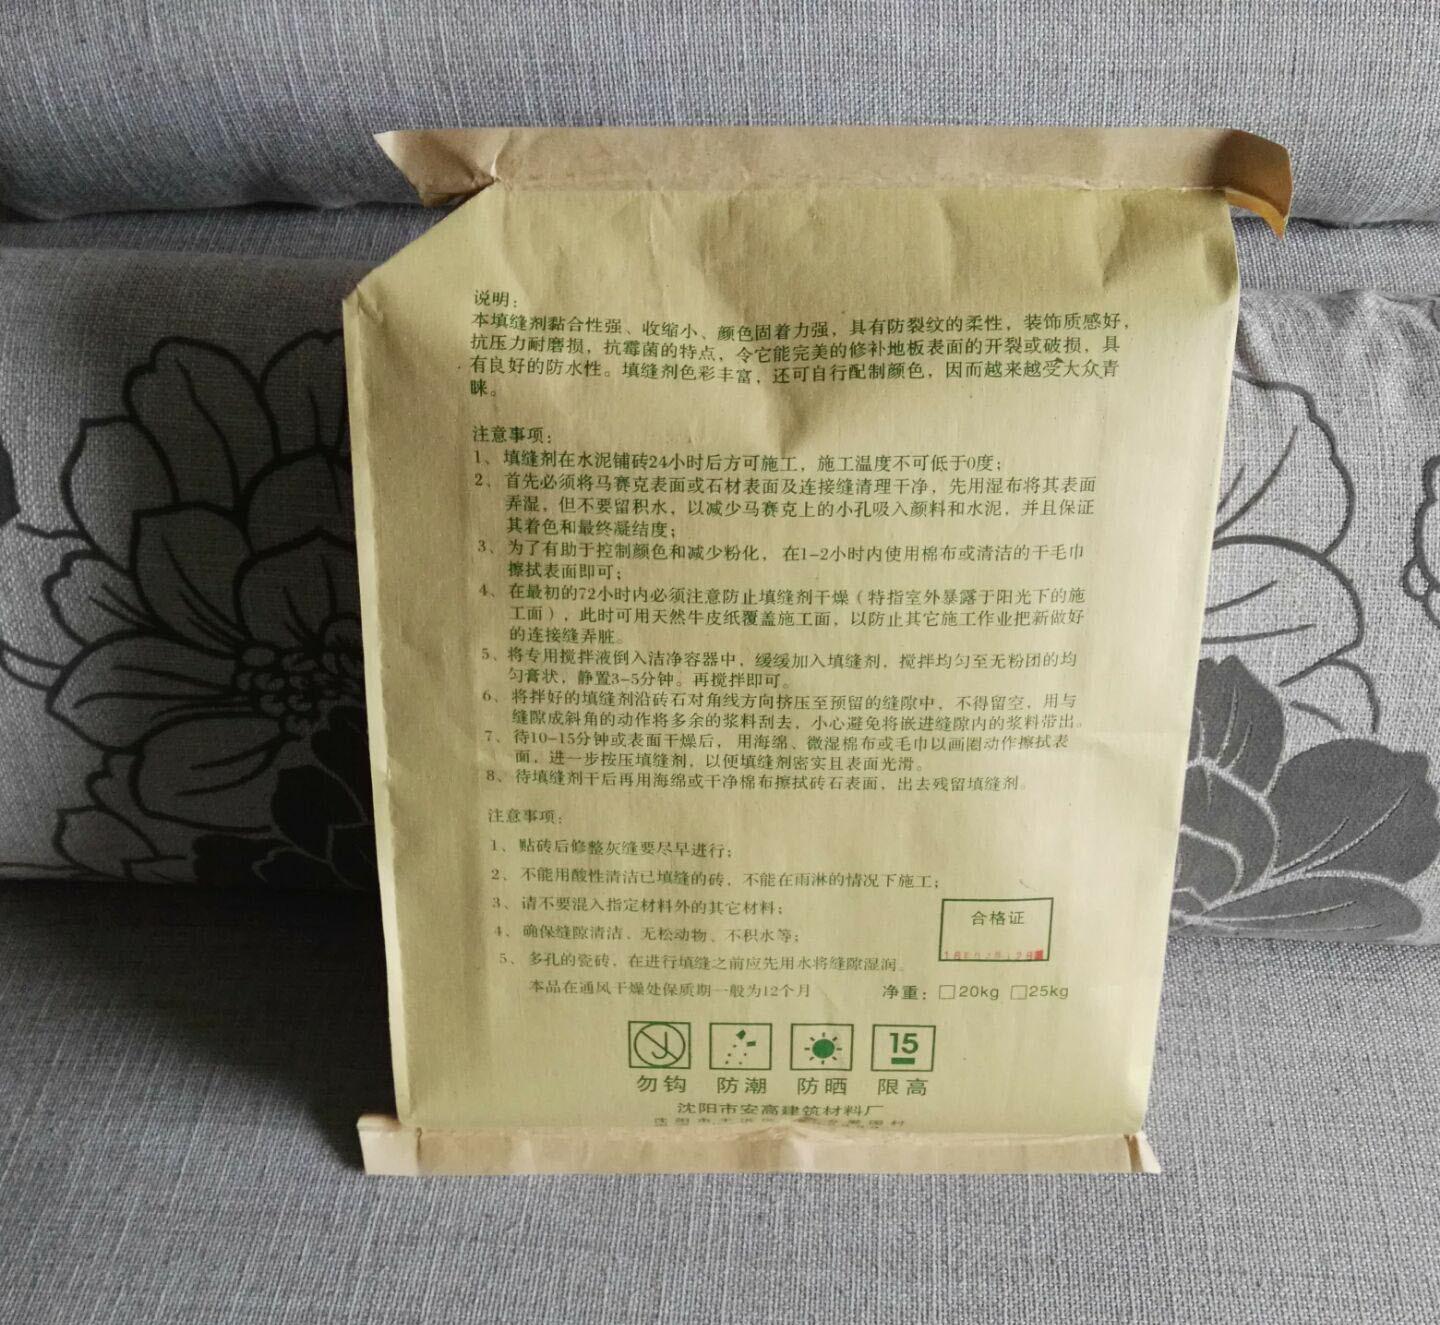 说明：
本填缝剂黏合性强、收缩小、颜色固着力强，具有防裂纹的柔性，装饰质感好，
抗压力耐磨损，抗霉菌的特点，令它能完美的修补地板表面的开裂或破损，具
有良好的防水性。填缝剂色彩丰富，还可自行配制颜色，因而越来越受大众青
睐。
注意事项：
1、填缝剂在水泥铺砖24小时后方可施工，施工温度不可低于0度；
2、首先必须将马赛克表面或石材表面及连接缝清理干净，先用湿布将其表面
弄湿，但不要留积水，以减少马赛克上的小孔吸入颜料和水泥，并且保证
其着色和最终凝结度；
3、为了有助于控制颜色和减少粉化，在1-2小时内使用棉布或清洁的干毛巾
擦拭表面即可；
4、在最初的72小时内必须注意防止填缝剂干燥（特指室外暴露于阳光下的施
工面），此时可用天然牛皮纸覆盖施工面，以防止其它施工作业把新做好
的连接缝弄脏。
5、将专用搅拌液倒入洁净容器中，缓缓加入填缝剂，搅拌均匀至无粉团的均
匀膏状，静置3-5分钟。再搅拌即可。
6、将拌好的填缝剂沿砖石对角线方向挤压至预留的缝隙中，不得留空，用与
缝隙成斜角的动作将多余的浆料刮去，小心避免将嵌进缝隙内的浆料带出。
7、待10-15分钟或表面干燥后，用海绵、微湿棉布或毛巾以画圈动作擦拭表
面，进一步按压填缝剂，以便填缝剂密实且表面光滑。
8、待填缝剂干后再用海绵或干净棉布擦拭砖石表面，出去残留填缝剂。
注意事项：
1、贴砖后修整灰缝要尽早进行；
2、不能用酸性清洁已填缝的砖，不能在雨淋的情况下施工；
3、请不要混入指定材料外的其它材料；
4、确保缝隙清洁、无松动物、不积水等；
5、多孔的瓷砖，在进行填缝之前应先用水将缝隙湿润。
本品在通风干燥处保质期一般为12个月
合格证
净重：□20kg □25kg
15
勿钩 防潮 防晒 限高
沈阳市安高建筑材料厂